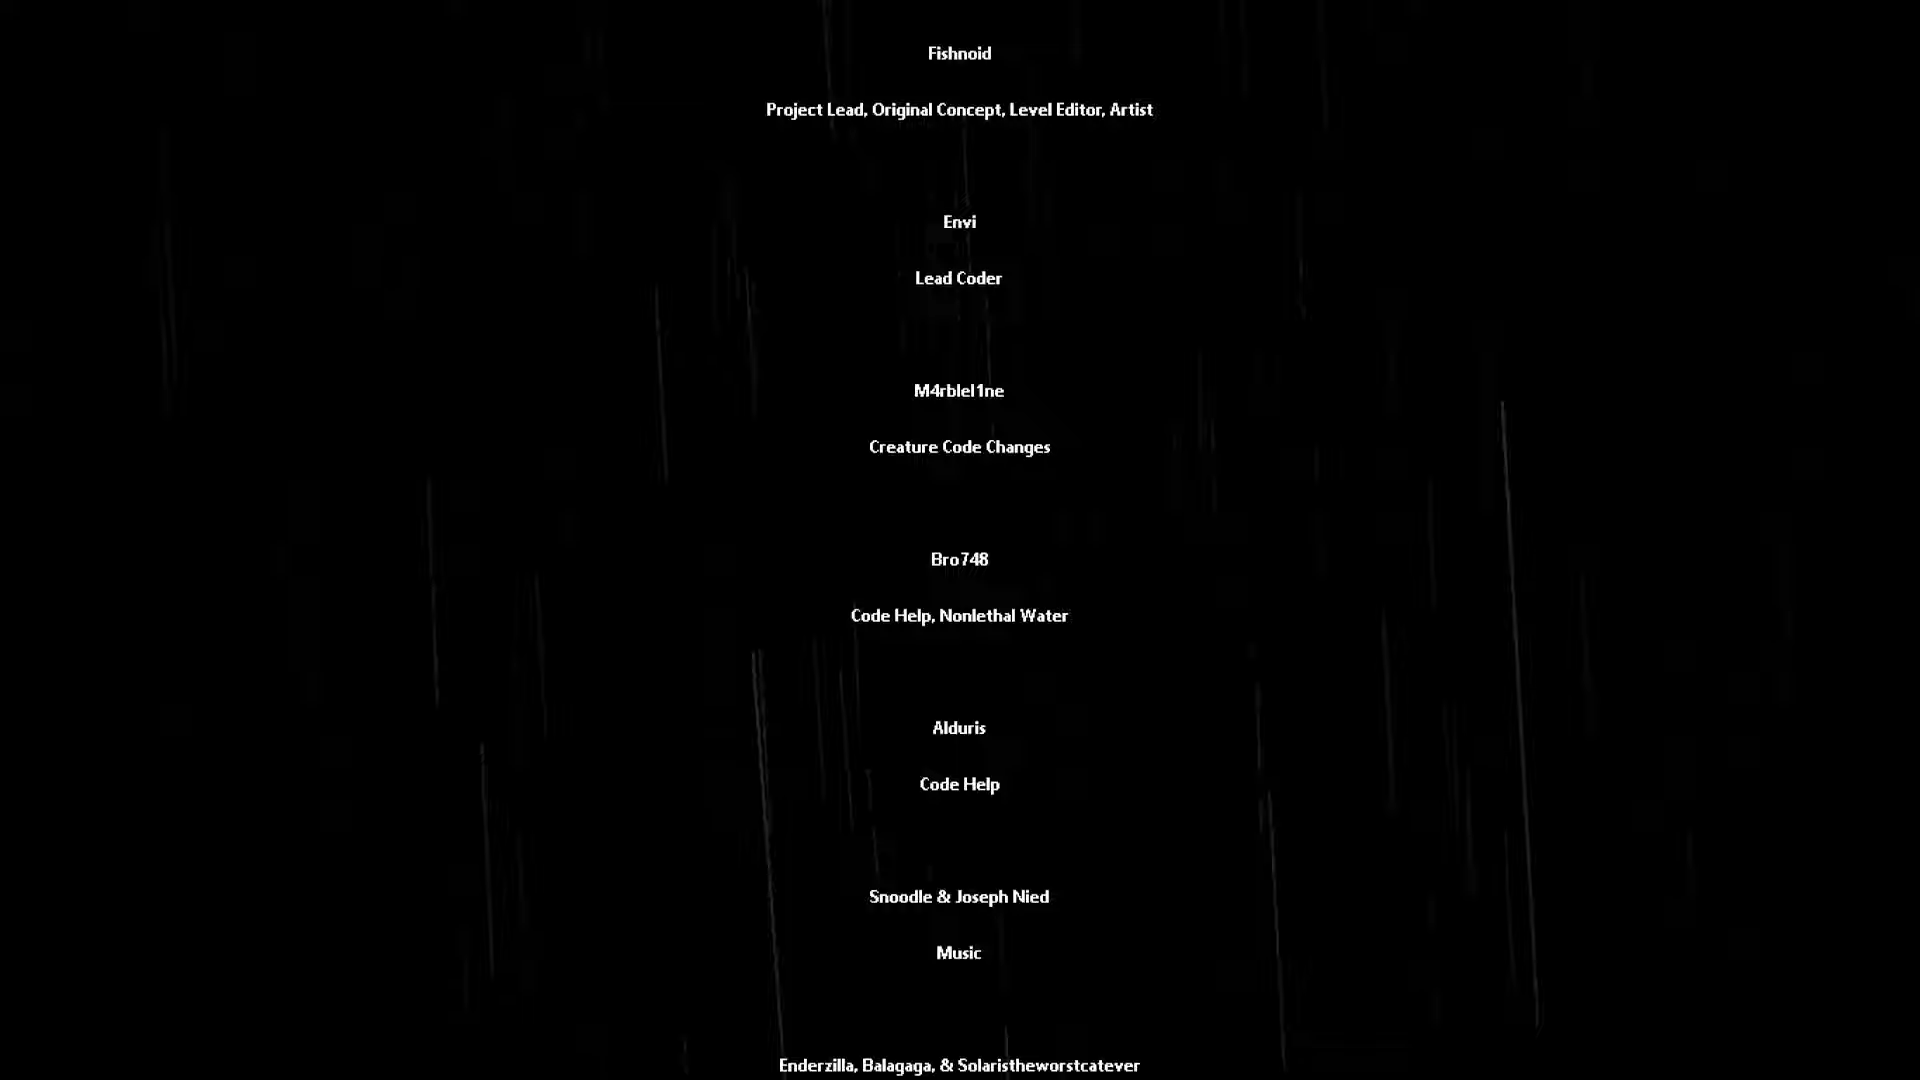 Fishnoid
Project Lead, Original Concept, Level Editor, Artist
Envi
Lead Coder
M4rblel1ne
Creature Code Changes
Bro748
Code Help, Nonlethal Water
Alduris
Code Help
Snoodle & Joseph Nied
Music
Enderzilla, Balagaga, & Solaristheworstcatever